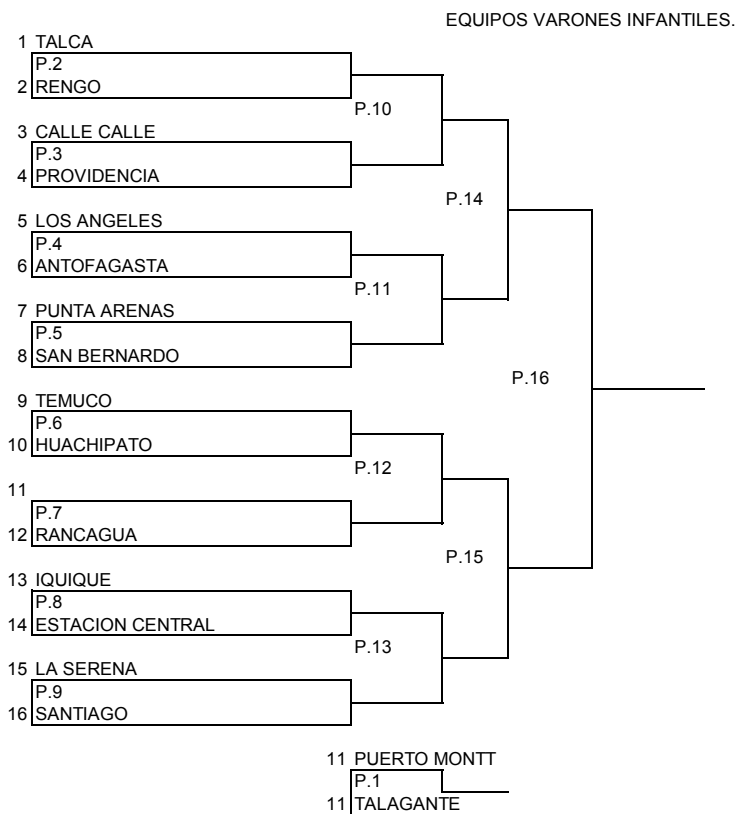 EQUIPOS VARONES INFANTILES.
1 TALCA
P.2
2 RENGO
P.10
3 CALLE CALLE
P.3
4 PROVIDENCIA
P.14
5 LOS ANGELES
P.4
6 ANTOFAGASTA
P.11
7 PUNTA ARENAS
P.5
8 SAN BERNARDO
P.16
9 TEMUCO
P.6
10 HUACHIPATO
P.12
11
P.7
12 RANCAGUA
P.15
13 IQUIQUE
P.8
14 ESTACION CENTRAL
P.13
15 LA SERENA
P.9
16 SANTIAGO
11 PUERTO MONTT
P.1
11 TALAGANTE